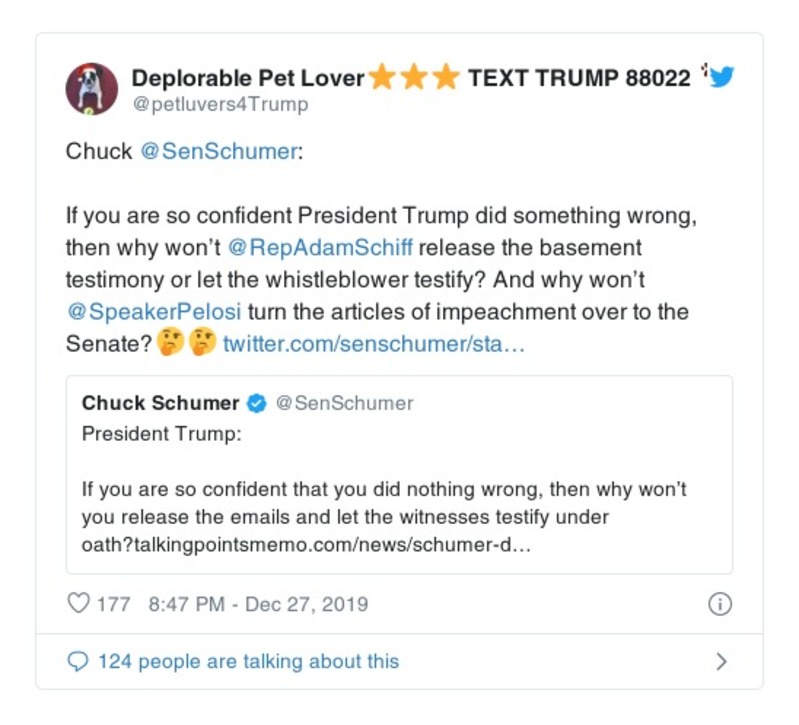 Deplorable Pet Lover⭐⭐⭐ TEXT TRUMP 88022
@petluvers4Trump
Chuck @SenSchumer:
If you are so confident President Trump did something wrong,
then why won’t @RepAdamSchiff release the basement
testimony or let the whistleblower testify? And why won’t
@SpeakerPelosi turn the articles of impeachment over to the
Senate?🤔🤔 twitter.com/senschumer/sta…
Chuck Schumer @SenSchumer
President Trump:
If you are so confident that you did nothing wrong, then why won’t
you release the emails and let the witnesses testify under
oath?talkingpointsmemo.com/news/schumer-d…
177 8:47 PM - Dec 27, 2019
124 people are talking about this